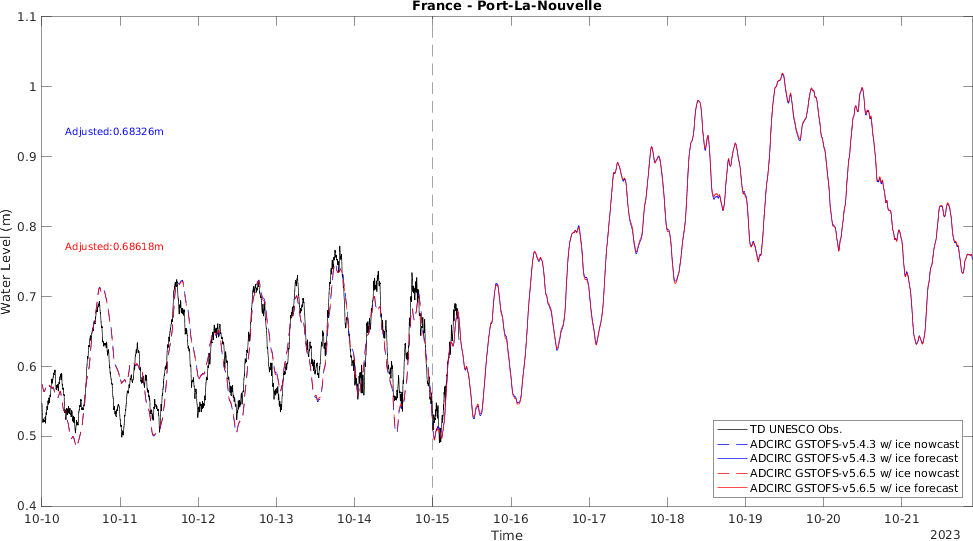 France - Port-La-Nouvelle
1.1
1
0.9
0.8
0.7
0.6
0.5
0.4
Water Level (m)
Adjusted:0.68326m
Adjusted:0.68618m
TD UNESCO Obs.
ADCIRC GSTOFS-v5.4.3 w/ ice nowcast
ADCIRC GSTOFS-v5.4.3 w/ ice forecast
ADCIRC GSTOFS-v5.6.5 w/ ice nowcast
ADCIRC GSTOFS-v5.6.5 w/ ice forecast
10-10 10-11 10-12 10-13 10-14 10-15 10-16 10-17 10-18 10-19 10-20 10-21
Time
2023